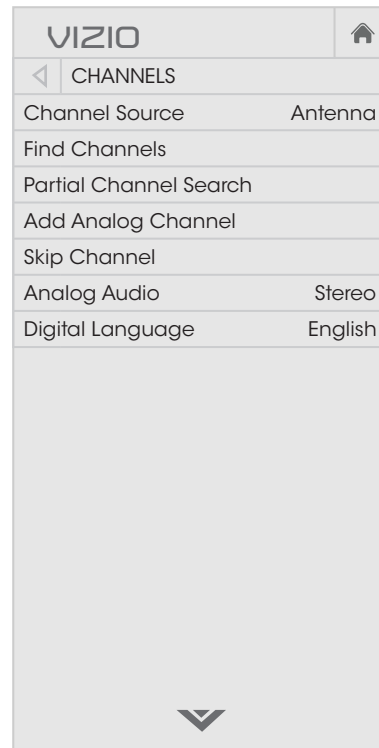 VIZIO
CHANNELS
Channel Source Antenna
Find Channels
Partial Channel Search
Add Analog Channel
Skip Channel
Analog Audio Stereo
Digital Language English